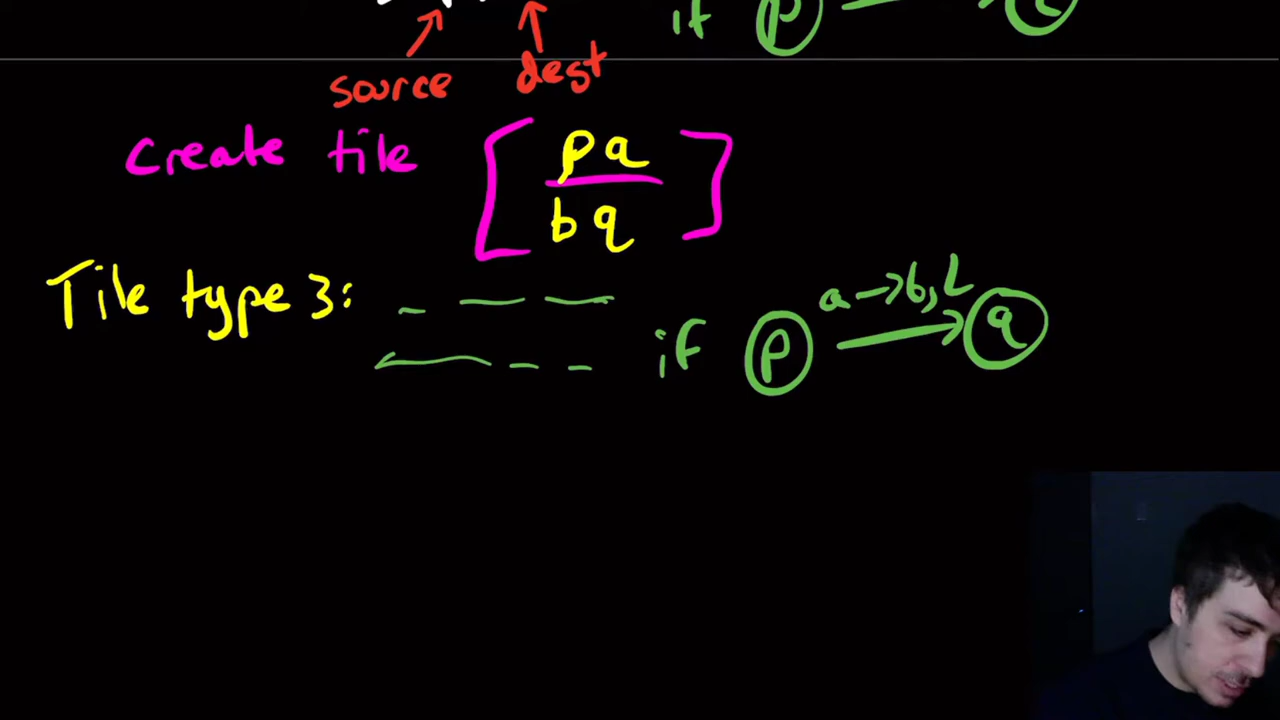 if p
source dest
Create tile [ pa / bq ]
Tile type 3: _ _ _
_ _ _ if p a → b, L q